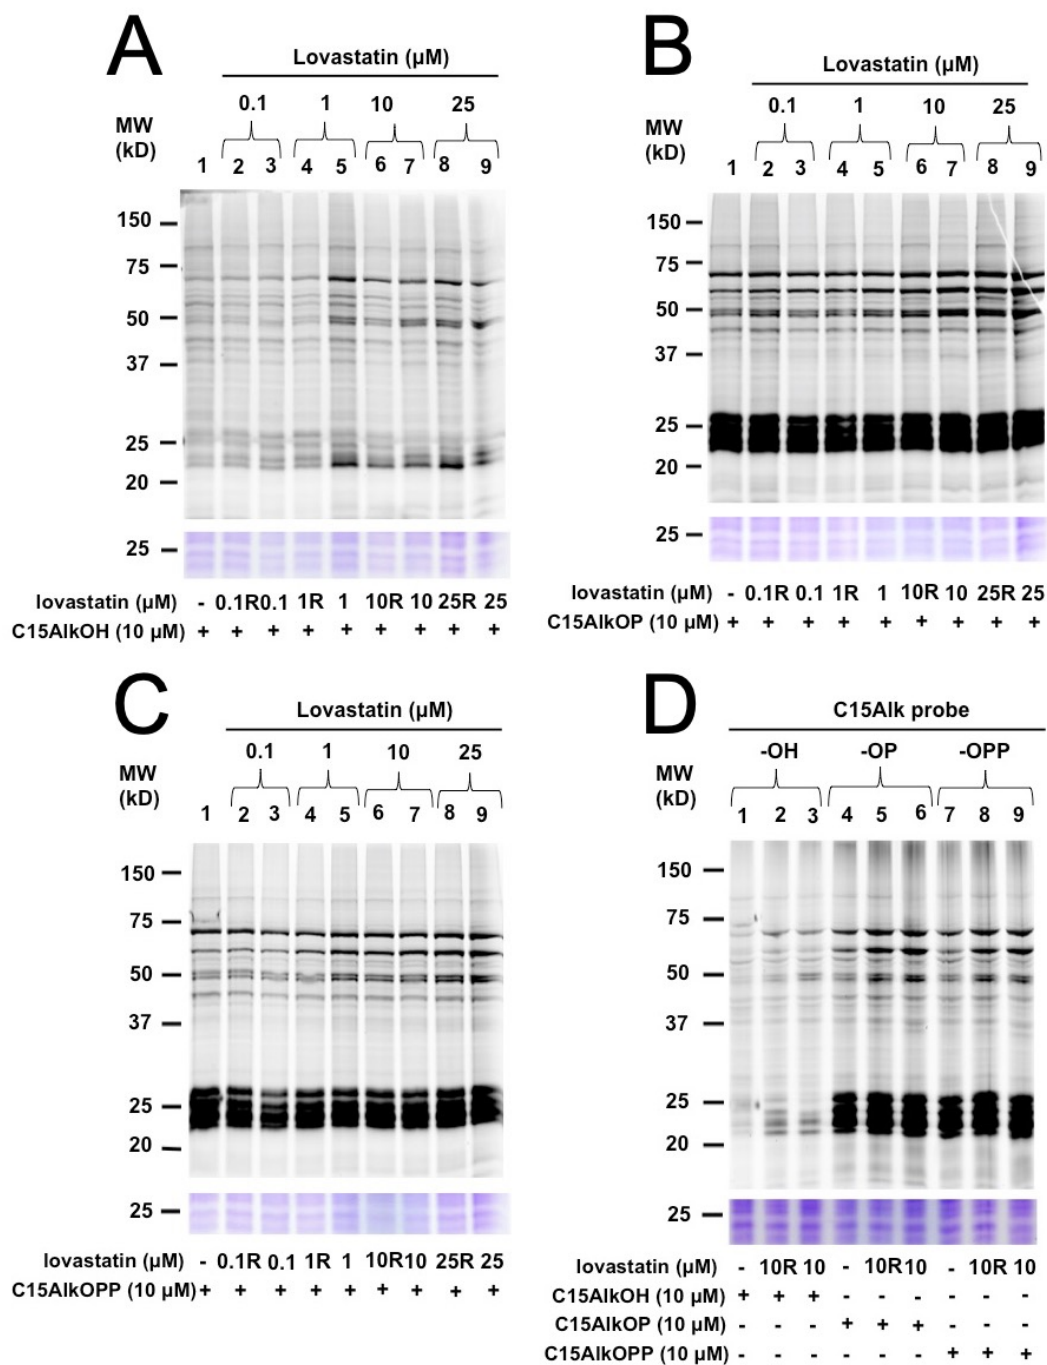 A
Lovastatin (µM)
0.1 1 10 25
MW
(kD)
1 2 3 4 5 6 7 8 9
150
75
50
37
25
20
25
lovastatin (µM) - 0.1R 0.1 1R 1 10R 10 25R 25
C15AlkOH (10 µM) + + + + + + + + +
B
Lovastatin (µM)
0.1 1 10 25
MW
(kD)
1 2 3 4 5 6 7 8 9
150
75
50
37
25
20
25
lovastatin (µM) - 0.1R 0.1 1R 1 10R 10 25R 25
C15AlkOP (10 µM) + + + + + + + + +
C
Lovastatin (µM)
0.1 1 10 25
MW
(kD)
1 2 3 4 5 6 7 8 9
150
75
50
37
25
20
25
lovastatin (µM) - 0.1R 0.1 1R 1 10R 10 25R 25
C15AlkOPP (10 µM) + + + + + + + + +
D
C15Alk probe
-OH -OP -OPP
MW
(kD)
1 2 3 4 5 6 7 8 9
150
75
50
37
25
20
25
lovastatin (µM) - 10R 10 - 10R 10 - 10R 10
C15AlkOH (10 µM) + + + - - - - - -
C15AlkOP (10 µM) - - - + + + - - -
C15AlkOPP (10 µM) - - - - - - + + +